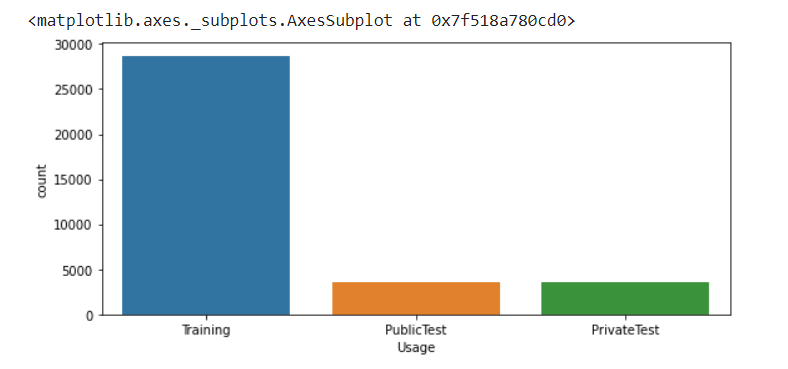 <matplotlib.axes._subplots.AxesSubplot at 0x7f518a780cd0>
30000
25000
20000
15000
10000
5000
0
count
Training PublicTest PrivateTest
Usage